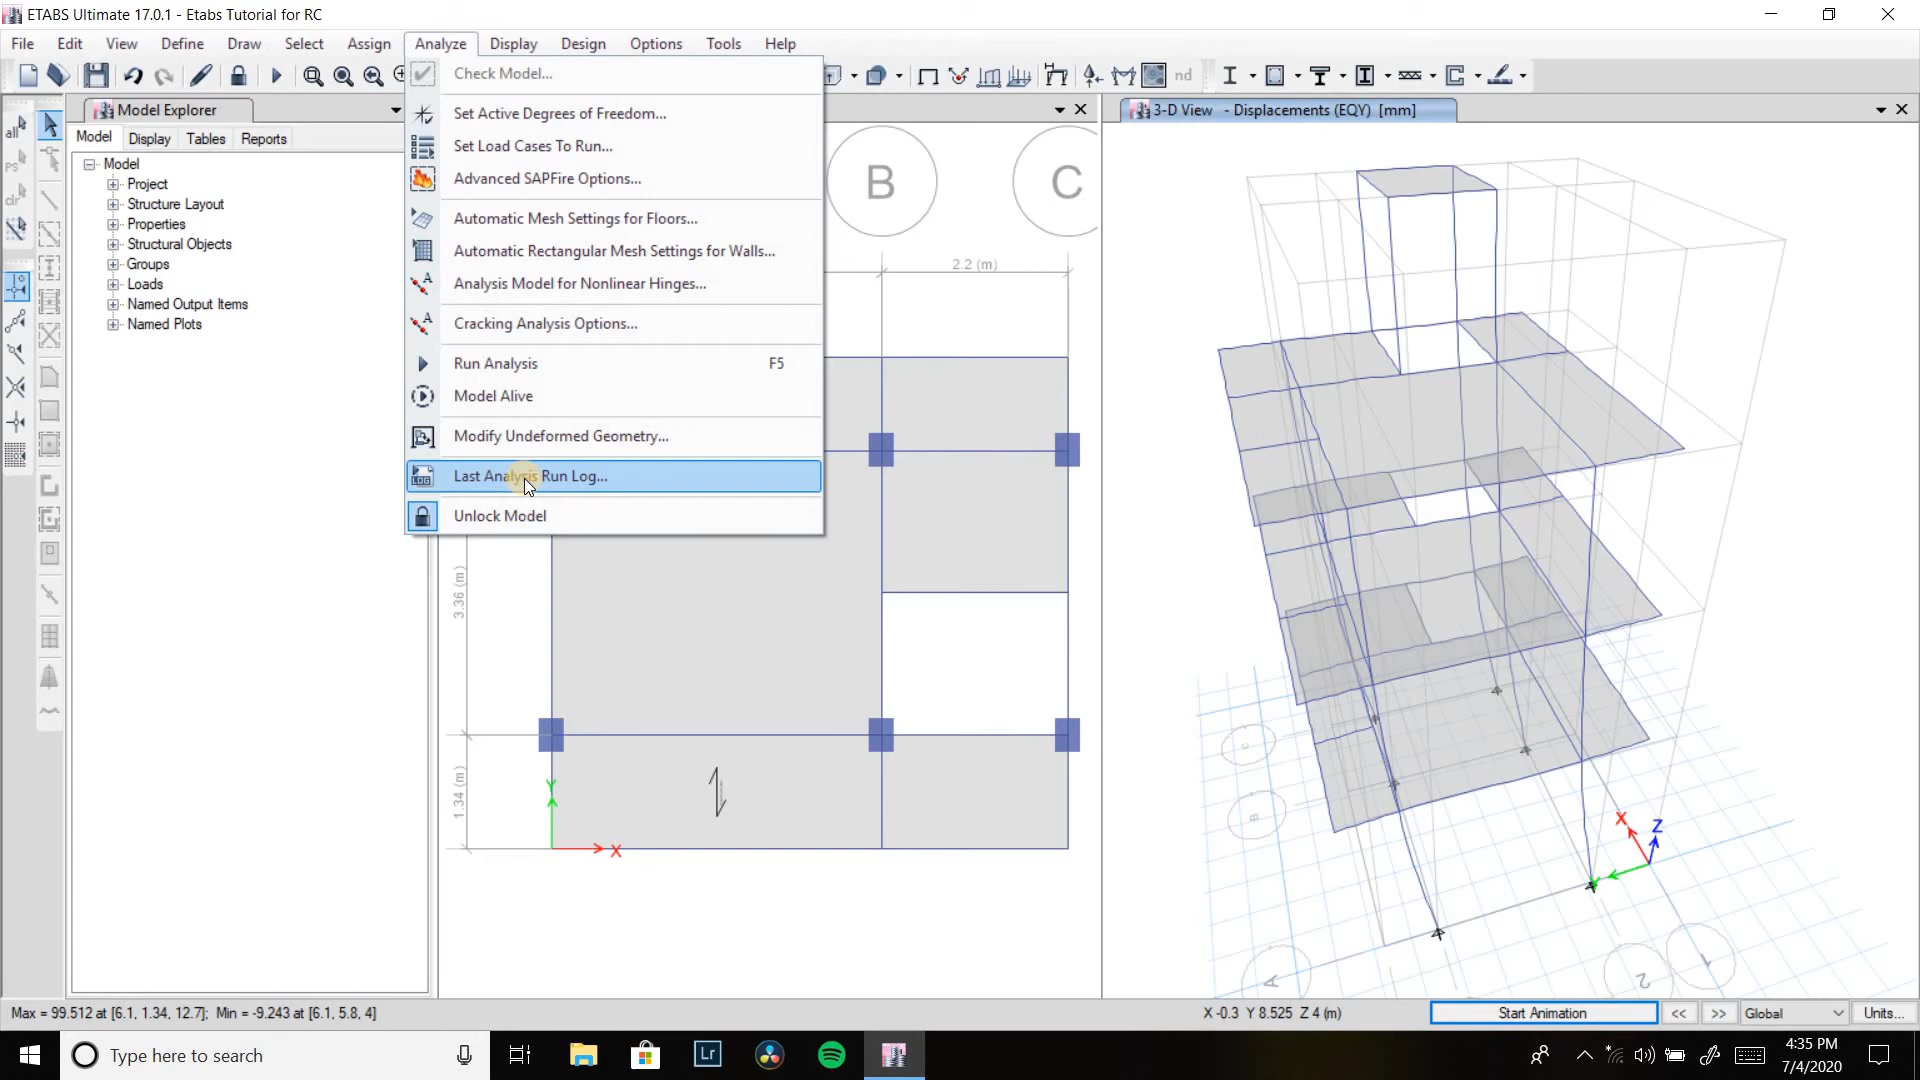 ETABS Ultimate 17.0.1 - Etabs Tutorial for RC
File Edit View Define Draw Select Assign Analyze Display Design Options Tools Help
nd
all
PS
clr
Model Explorer
Model Display Tables Reports
Model
Project
Structure Layout
Properties
Structural Objects
Groups
Loads
Named Output Items
Named Plots
Check Model...
Set Active Degrees of Freedom...
Set Load Cases To Run...
Advanced SAPFire Options...
Automatic Mesh Settings for Floors...
Automatic Rectangular Mesh Settings for Walls...
Analysis Model for Nonlinear Hinges...
Cracking Analysis Options...
Run Analysis F5
Model Alive
Modify Undeformed Geometry...
LOG
Last Analysis Run Log...
Unlock Model
B C
2.2 (m)
3.36 (m)
1.34 (m)
Y
X
3-D View - Displacements (EQY) [mm]
C
B
A
2
1
X
Z
Max = 99.512 at [6.1, 1.34, 12.7]; Min = -9.243 at [6.1, 5.8, 4]
X -0.3 Y 8.525 Z 4 (m)
Start Animation
<< >>
Global
Units...
Type here to search
Lr
4:35 PM
7/4/2020